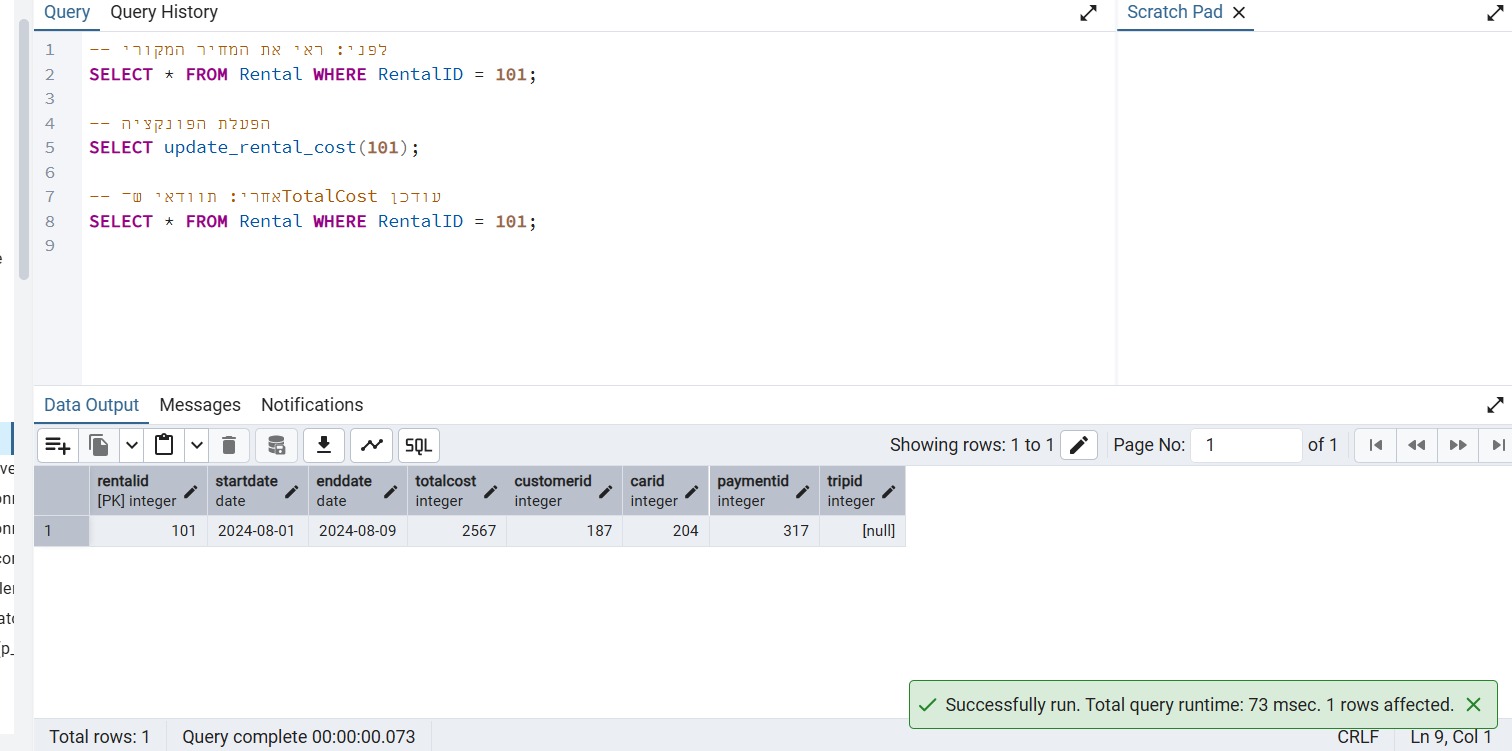 Query Query History Scratch Pad
1 -- לפני: ראי את המחיר המקורי
2 SELECT * FROM Rental WHERE RentalID = 101;
3
4 -- הפעלת הפונקציה
5 SELECT update_rental_cost(101);
6
7 -- אחרי: תוודאי ש־TotalCost עודכן
8 SELECT * FROM Rental WHERE RentalID = 101;
9
Data Output Messages Notifications
SQL Showing rows: 1 to 1 Page No: 1 of 1
rentalid startdate enddate totalcost customerid carid paymentid tripid
[PK] integer date date integer integer integer integer integer
1 101 2024-08-01 2024-08-09 2567 187 204 317 [null]
Successfully run. Total query runtime: 73 msec. 1 rows affected.
Total rows: 1 Query complete 00:00:00.073 CRLF Ln 9, Col 1